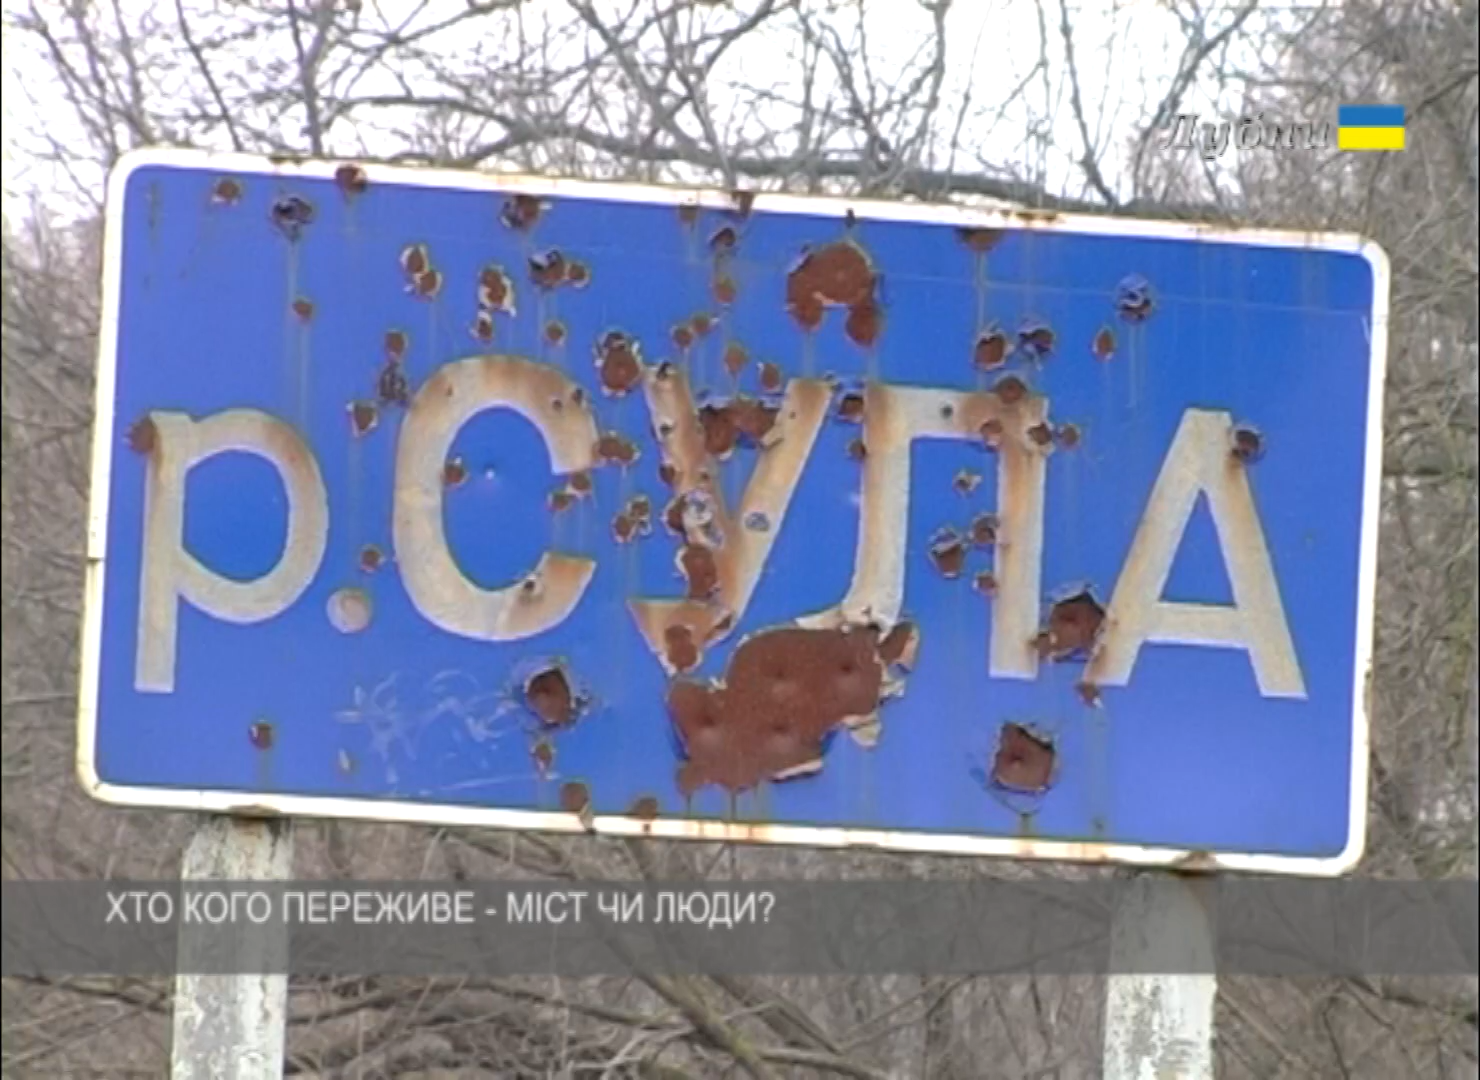 Лубни
р.СУЛА
ХТО КОГО ПЕРЕЖИВЕ - МІСТ ЧИ ЛЮДИ?